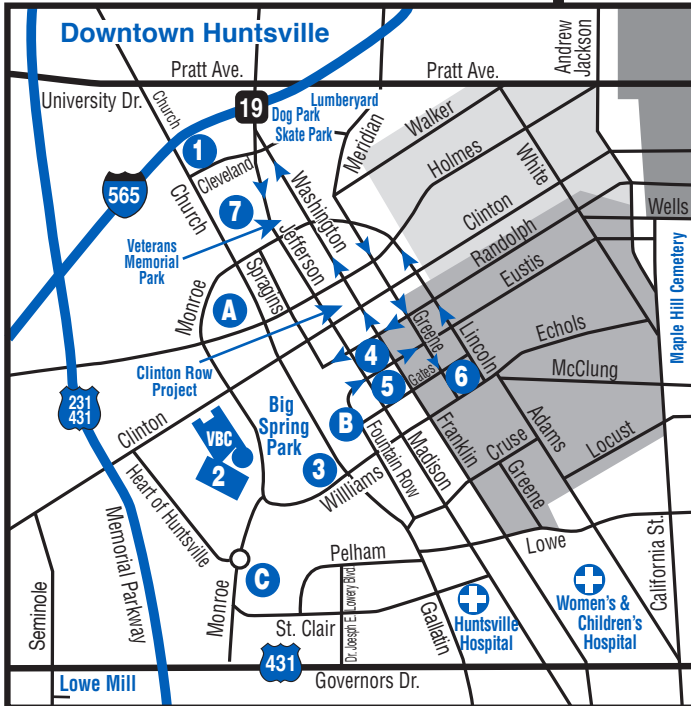 Downtown Huntsville
Pratt Ave.
Pratt Ave.
Andrew
Jackson
University Dr.
Church
19
Lumberyard
Dog Park
Skate Park
Meridian
Walker
1
Cleveland
Holmes
White
565
Church
7
Washington
Clinton
Wells
Veterans
Memorial
Park
Jefferson
Randolph
Spragins
Eustis
Monroe
A
Maple Hill Cemetery
Greene
Lincoln
Echols
4
Clinton Row
Project
Gates
6
McClung
5
231
431
Clinton
Big
Spring
Park
B
VBC
2
3
Fountain Row
Madison
Franklin
Cruse
Adams
Locust
Williams
Greene
Heart of Huntsville
Memorial Parkway
Lowe
Pelham
California St.
C
Seminole
Monroe
Dr. Joesph E. Lowery Blvd.
Gallatin
St. Clair
Huntsville
Hospital
Women's &
Children's
Hospital
431
Lowe Mill
Governors Dr.